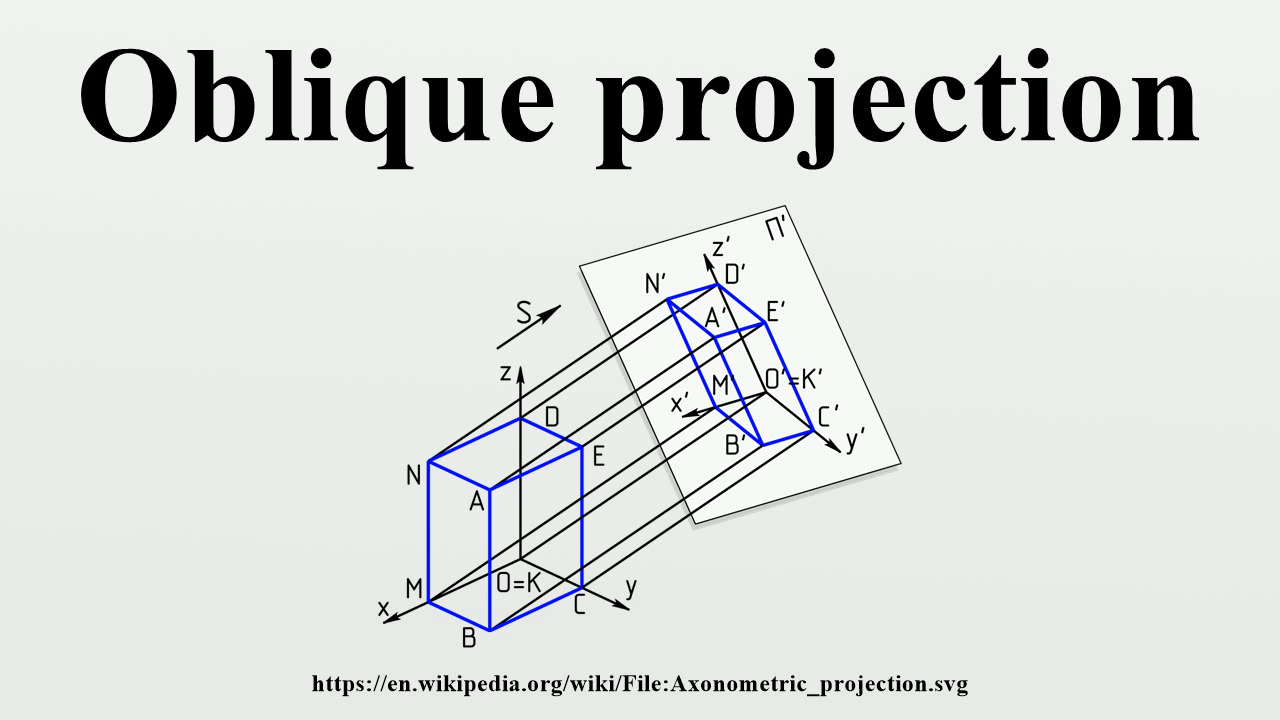 Oblique projection
П'
z'
D'
N'
S
A'
E'
z
M'
O'=K'
x'
C'
D
B'
y'
E
N
A
M
O=K
y
x
C
B
https://en.wikipedia.org/wiki/File:Axonometric_projection.svg